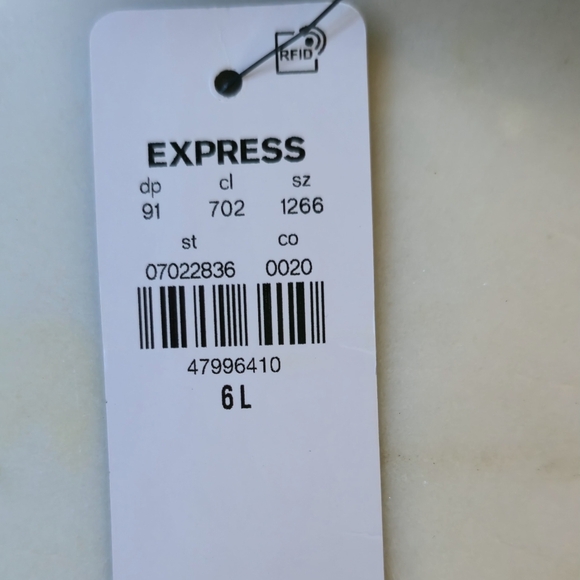 RFID
EXPRESS
dp cl sz
91 702 1266
st co
07022836 0020
47996410
6 L